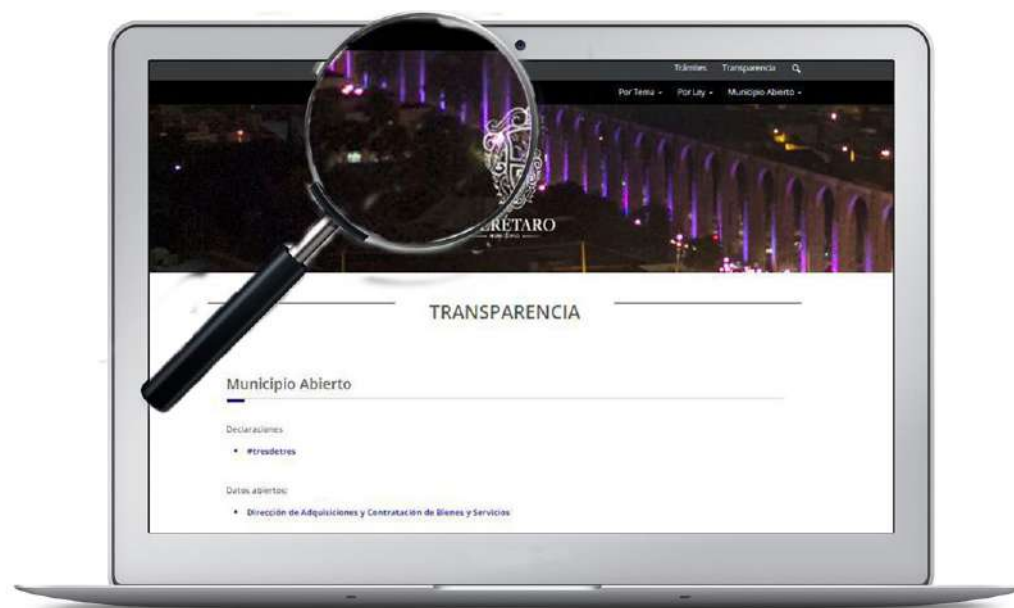 Trámites Transparencia
Por Tema Por Ley Municipio Abierto
ERÉTARO
TRANSPARENCIA
Municipio Abierto
Declaraciones
#tresdetres
Datos abiertos:
Dirección de Adquisiciones y Contratación de Bienes y Servicios